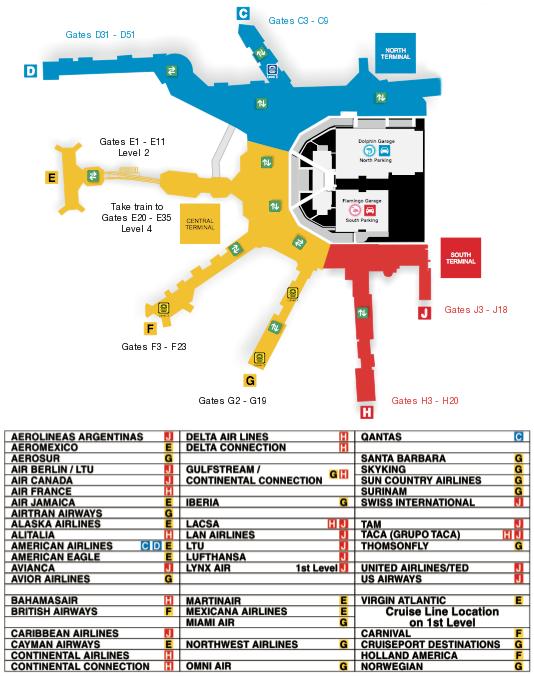 C
Gates C3 - C9
Gates D31 - D51
NORTH
TERMINAL
D
Dolphin Garage
North Parking
Gates E1 - E11
Level 2
E
Take train to
Gates E20 - E35
Level 4
CENTRAL
TERMINAL
Flamingo Garage
South Parking
SOUTH
TERMINAL
J
Gates J3 - J18
F
Gates F3 - F23
G
Gates G2 - G19
Gates H3 - H20
H
AEROLINEAS ARGENTINAS J
AEROMEXICO E
AEROSUR G
AIR BERLIN / LTU J
AIR CANADA J
AIR FRANCE H
AIR JAMAICA E
AIRTRAN AIRWAYS G
ALASKA AIRLINES E
ALITALIA H
AMERICAN AIRLINES C D E
AMERICAN EAGLE E
AVIANCA J
AVIOR AIRLINES G
BAHAMASAIR H
BRITISH AIRWAYS F
CARIBBEAN AIRLINES J
CAYMAN AIRWAYS E
CONTINENTAL AIRLINES H
CONTINENTAL CONNECTION H
DELTA AIR LINES H
DELTA CONNECTION H
GULFSTREAM /
CONTINENTAL CONNECTION G H
IBERIA G
LACSA H J
LAN AIRLINES J
LTU J
LUFTHANSA J
LYNX AIR 1st Level J
MARTINAIR E
MEXICANA AIRLINES E
MIAMI AIR G
NORTHWEST AIRLINES G
OMNI AIR G
QANTAS C
SANTA BARBARA G
SKYKING G
SUN COUNTRY AIRLINES G
SURINAM G
SWISS INTERNATIONAL J
TAM J
TACA (GRUPO TACA) H J
THOMSONFLY G
UNITED AIRLINES/TED J
US AIRWAYS J
VIRGIN ATLANTIC E
Cruise Line Location
on 1st Level
CARNIVAL F
CRUISEPORT DESTINATIONS G
HOLLAND AMERICA F
NORWEGIAN G